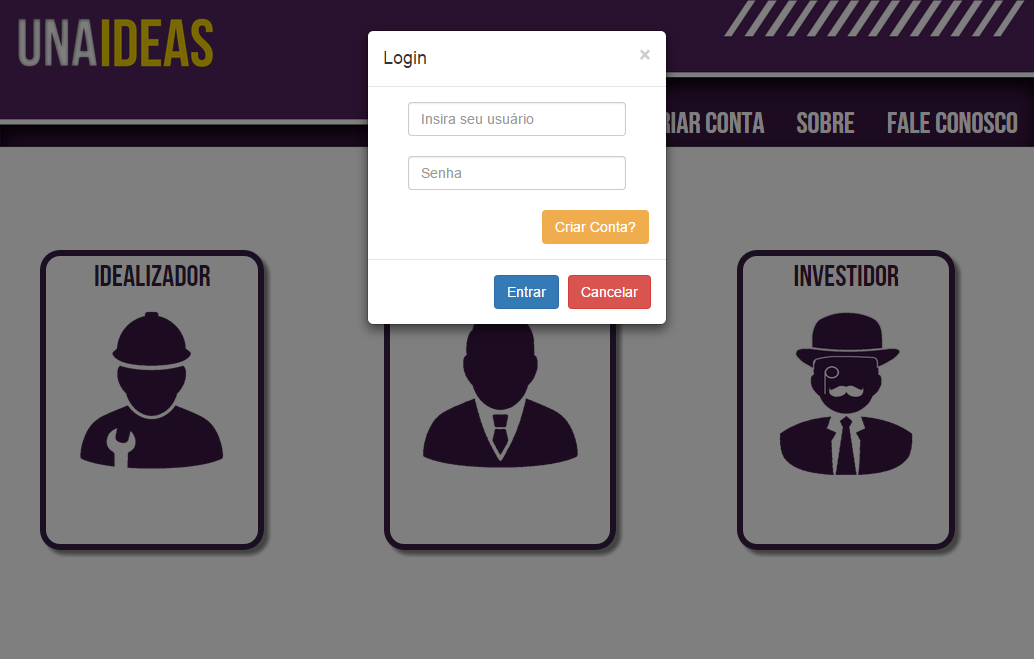 UNAIDEAS
Login ×
Insira seu usuário
Senha
Criar Conta?
Entrar Cancelar
RIAR CONTA SOBRE FALE CONOSCO
IDEALIZADOR
INVESTIDOR